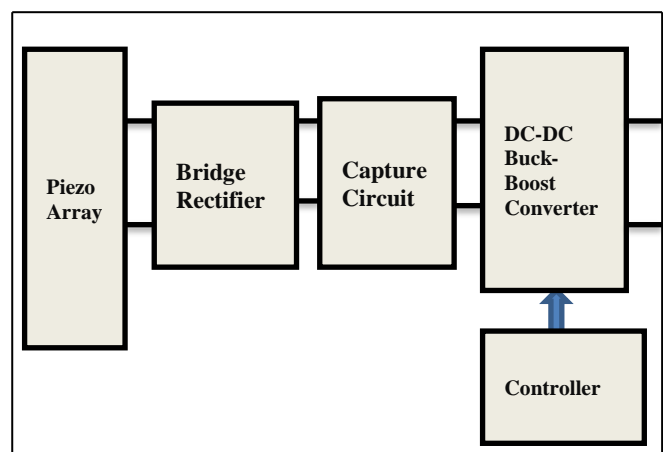 Piezo
Array
Bridge
Rectifier
Capture
Circuit
DC-DC
Buck-
Boost
Converter
Controller